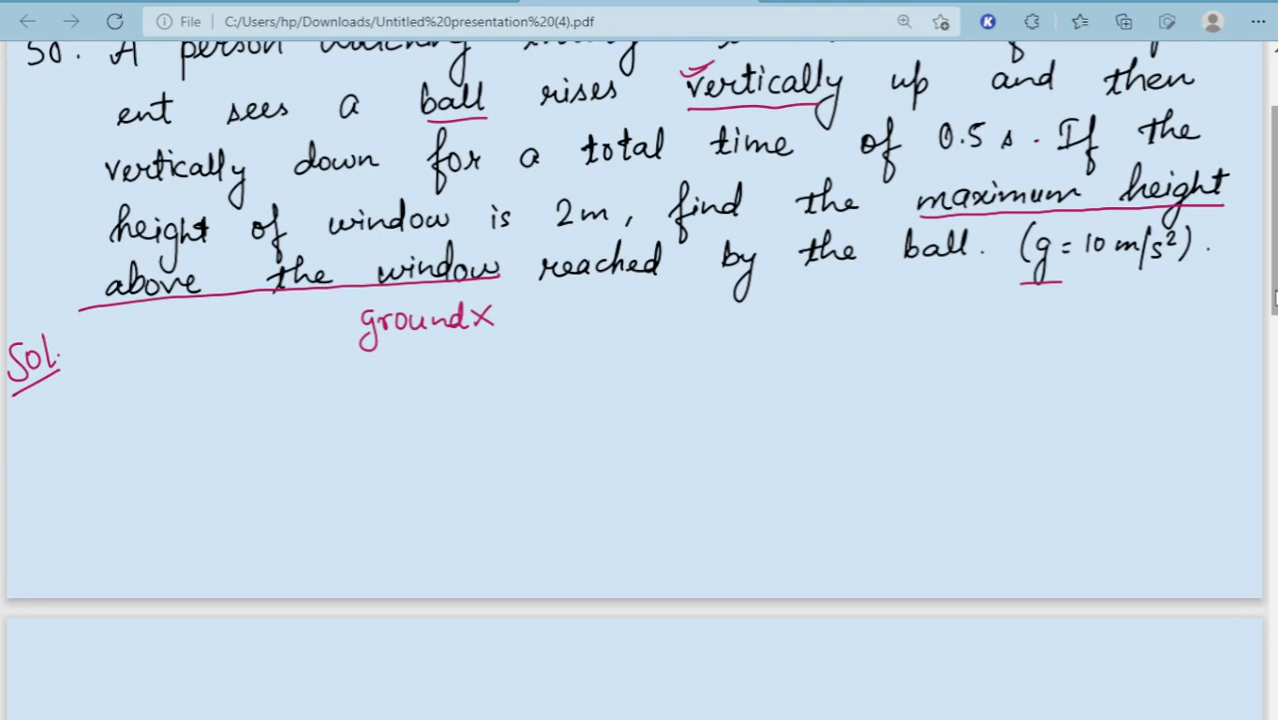 File C:/Users/hp/Downloads/Untitled%20presentation%20(4).pdf
50. A person watching
ent sees a ball rises vertically up and then
vertically down for a total time of 0.5 s. If the
height of window is 2m, find the maximum height
above the window reached by the ball. (g = 10 m/s²).
groundx
Sol.